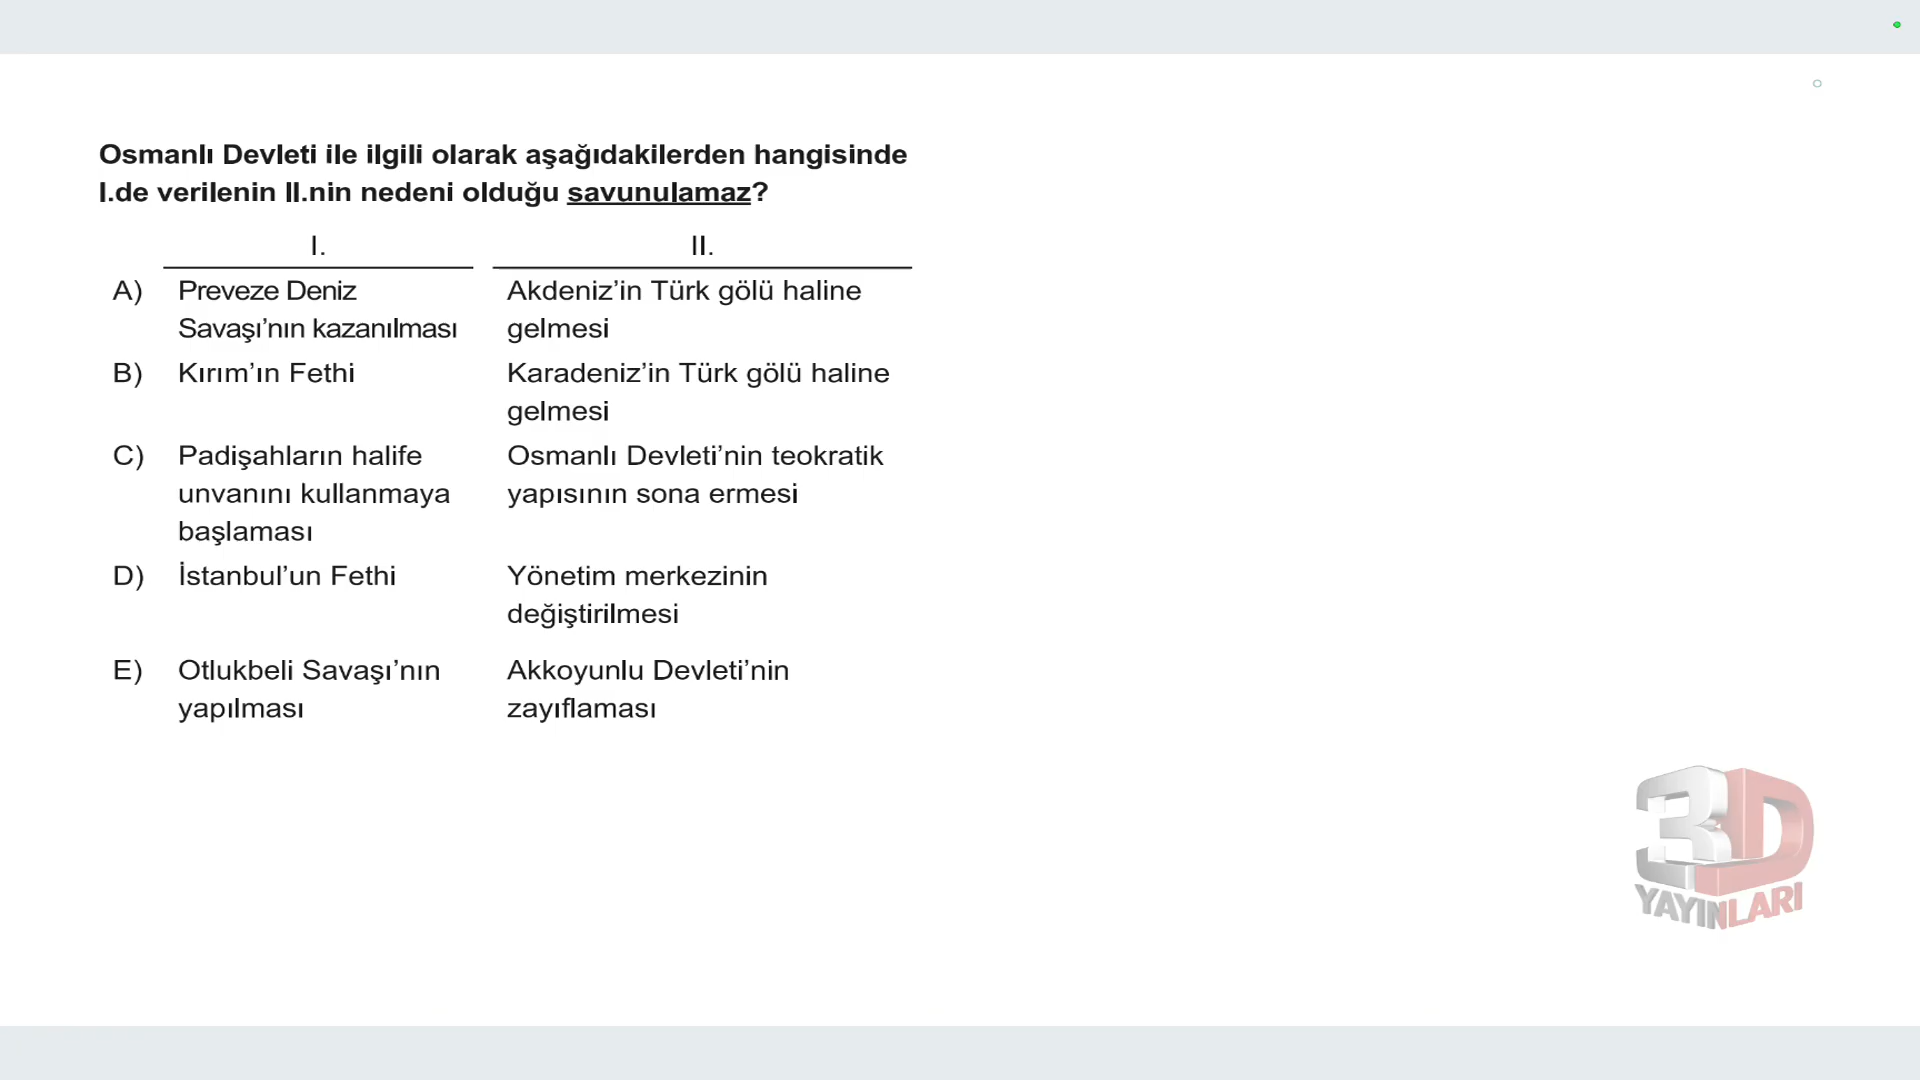 Osmanlı Devleti ile ilgili olarak aşağıdakilerden hangisinde
I.de verilenin II.nin nedeni olduğu savunulamaz?
I. II.
A) Preveze Deniz Akdeniz’in Türk gölü haline
Savaşı’nın kazanılması gelmesi
B) Kırım’ın Fethi Karadeniz’in Türk gölü haline
gelmesi
C) Padişahların halife Osmanlı Devleti’nin teokratik
unvanını kullanmaya yapısının sona ermesi
başlaması
D) İstanbul’un Fethi Yönetim merkezinin
değiştirilmesi
E) Otlukbeli Savaşı’nın Akkoyunlu Devleti’nin
yapılması zayıflaması
3D
YAYINLARI